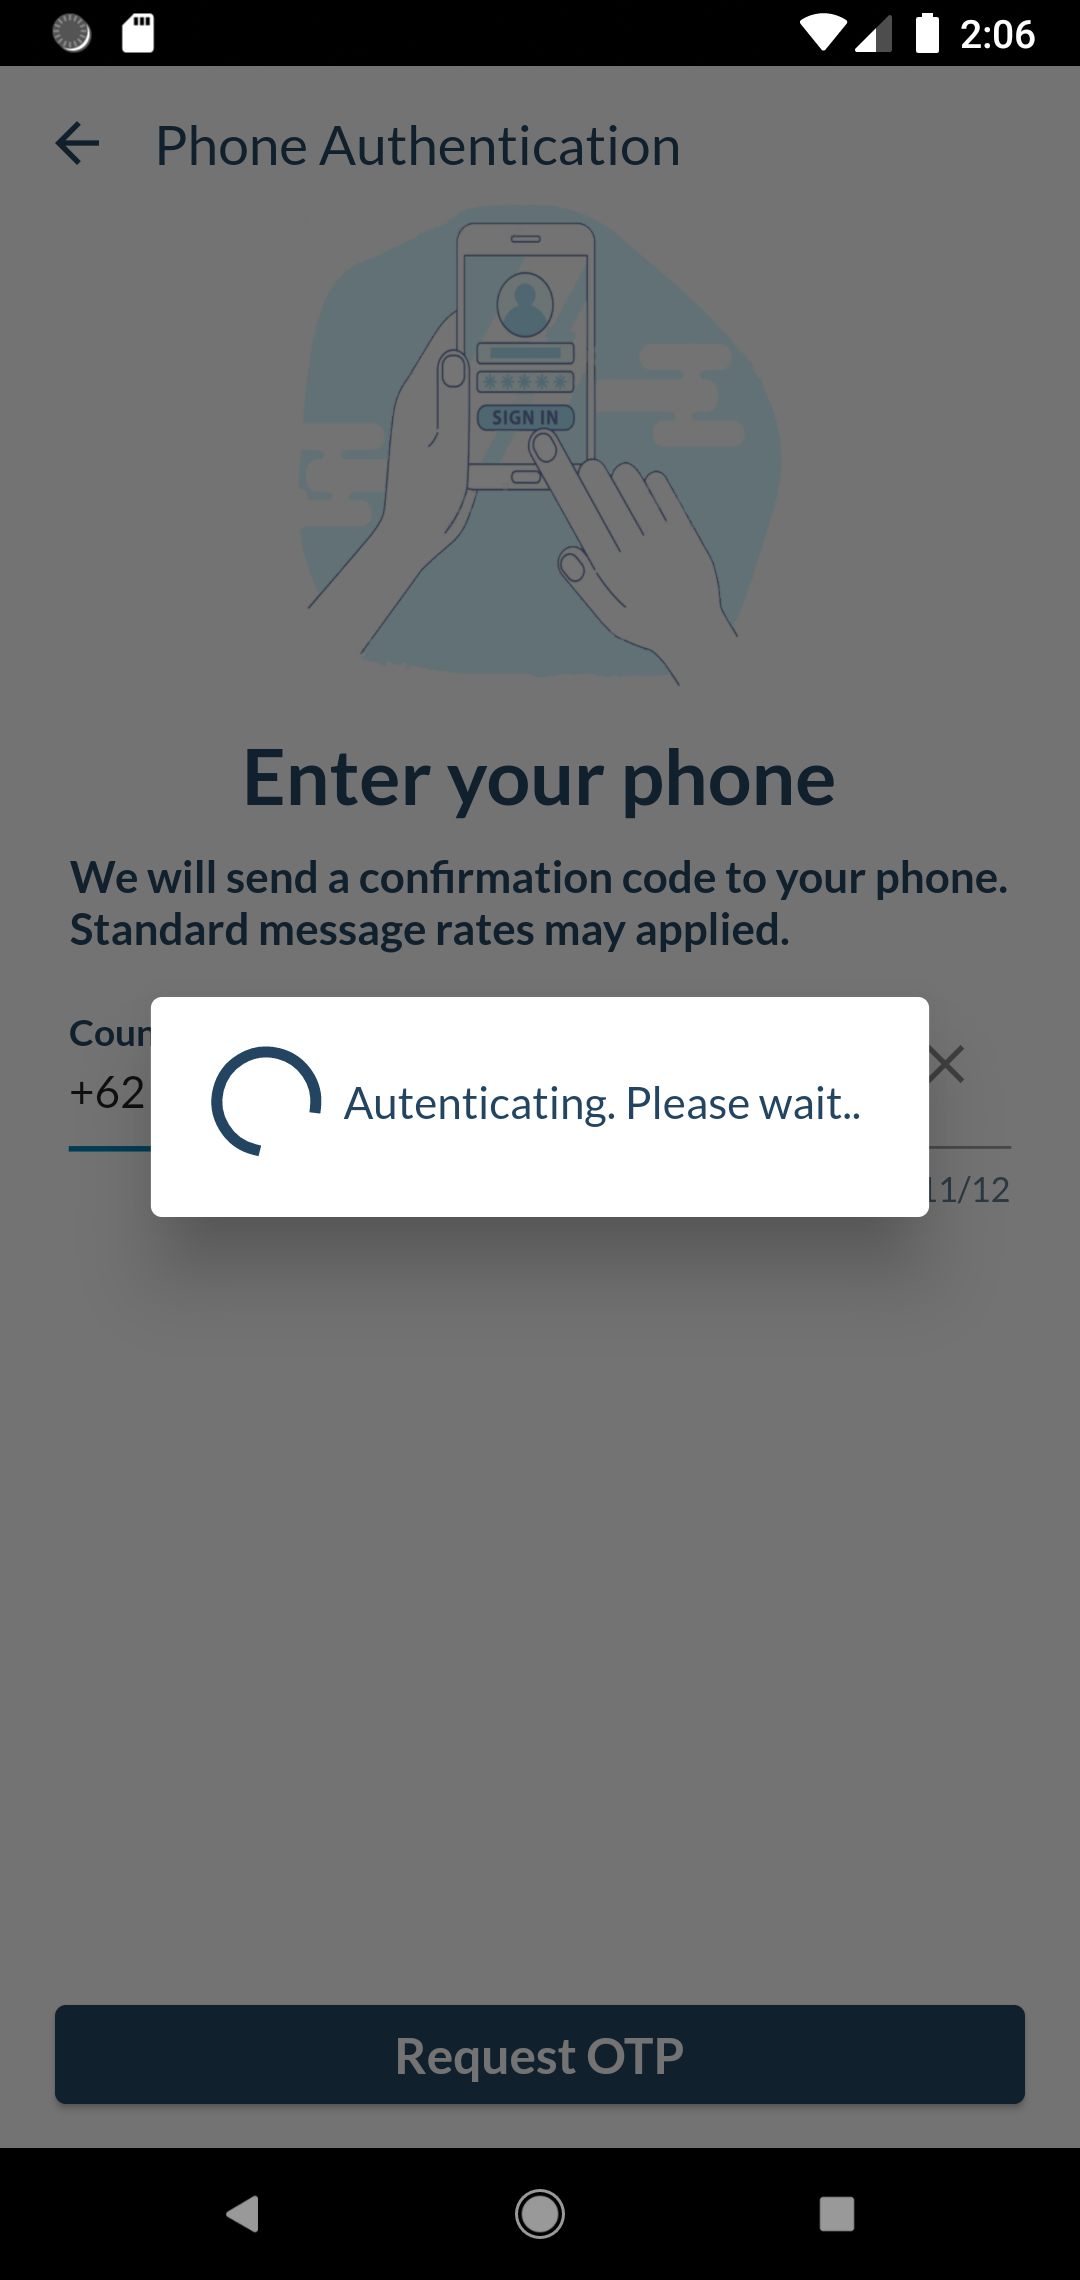 2:06
Phone Authentication
*****
SIGN IN
Enter your phone
We will send a confirmation code to your phone.
Standard message rates may applied.
+62
Autenticating. Please wait..
11/12
Request OTP